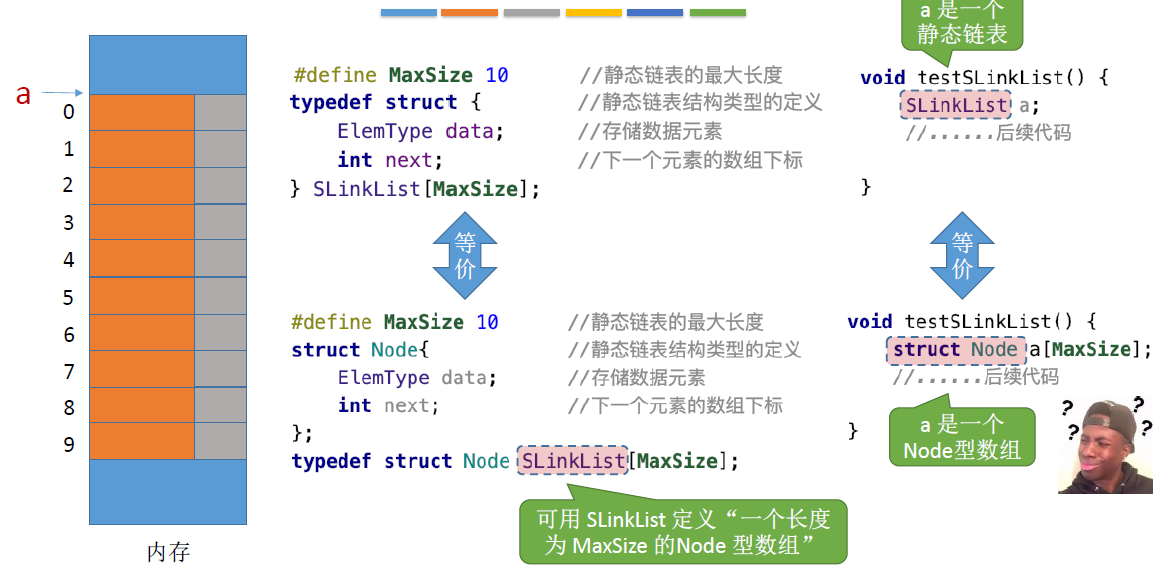 a
0
1
2
3
4
5
6
7
8
9
内存
#define MaxSize 10 //静态链表的最大长度
typedef struct { //静态链表结构类型的定义
ElemType data; //存储数据元素
int next; //下一个元素的数组下标
} SLinkList[MaxSize];
等
价
#define MaxSize 10 //静态链表的最大长度
struct Node{ //静态链表结构类型的定义
ElemType data; //存储数据元素
int next; //下一个元素的数组下标
};
typedef struct Node SLinkList[MaxSize];
可用 SLinkList 定义“一个长度
为 MaxSize 的Node 型数组”
a 是一个
静态链表
void testSLinkList() {
SLinkList a;
//......后续代码
}
等
价
void testSLinkList() {
struct Node a[MaxSize];
//......后续代码
}
a 是一个
Node型数组
? ?
? ?